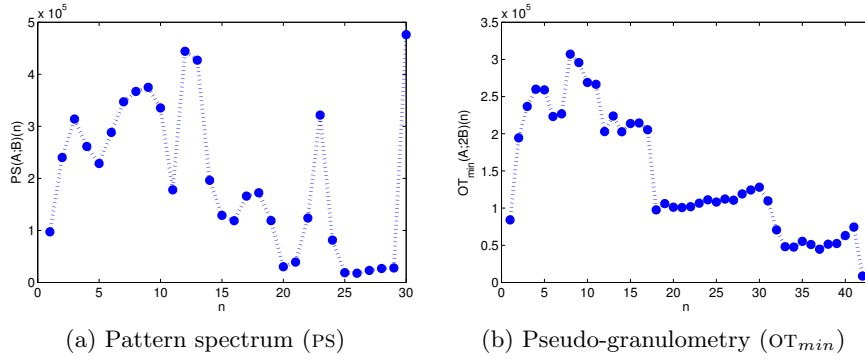 x 10^5
5
4
3
2
1
0
PS(A;B)(n)
0 5 10 15 20 25 30
n
(a) Pattern spectrum (PS)
x 10^5
3.5
3
2.5
2
1.5
1
0.5
0
OT_min(A;2B)(n)
0 5 10 15 20 25 30 35 40
n
(b) Pseudo-granulometry (OT_min)